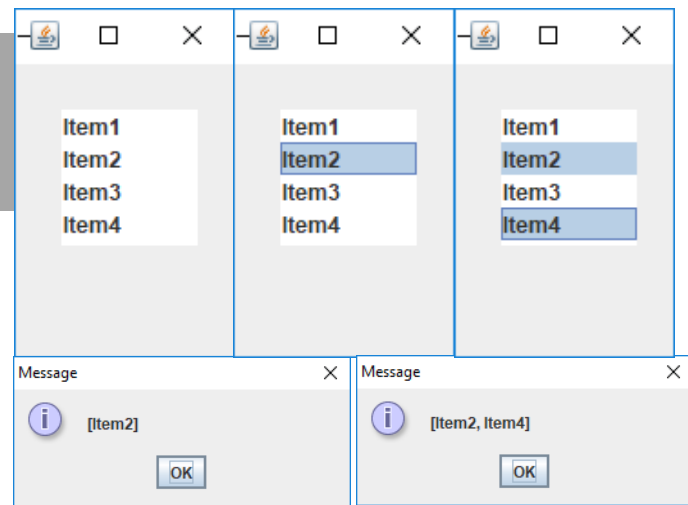 Item1
Item2
Item3
Item4
Item1
Item2
Item3
Item4
Item1
Item2
Item3
Item4
Message
[Item2]
OK
Message
[Item2, Item4]
OK